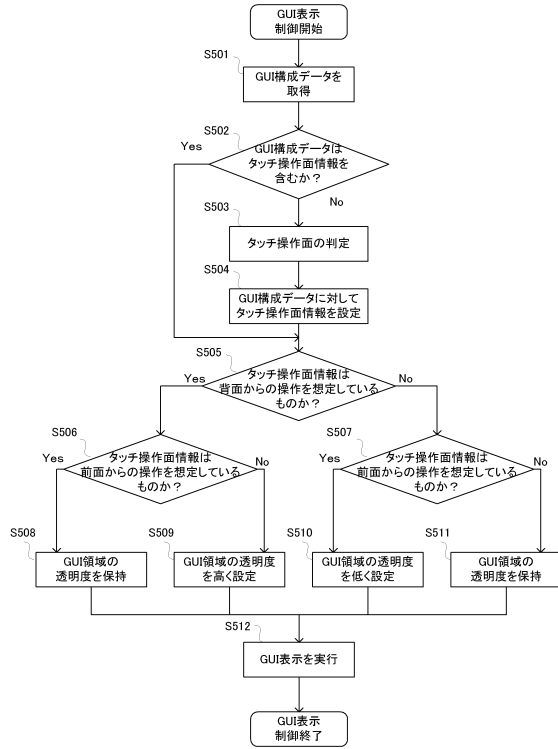 GUI表示
制御開始
S501
GUI構成データを
取得
S502
Yes
GUI構成データは
タッチ操作面情報を
含むか？
No
S503
タッチ操作面の判定
S504
GUI構成データに対して
タッチ操作面情報を設定
S505
Yes
タッチ操作面情報は
背面からの操作を想定している
ものか？
No
S506
Yes
タッチ操作面情報は
前面からの操作を想定している
ものか？
No
S507
Yes
タッチ操作面情報は
前面からの操作を想定している
ものか？
No
S508
GUI領域の
透明度を保持
S509
GUI領域の透明度
を高く設定
S510
GUI領域の透明度
を低く設定
S511
GUI領域の
透明度を保持
S512
GUI表示を実行
GUI表示
制御終了